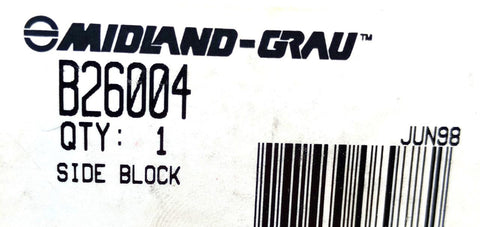 MIDLAND-GRAU™
B26004
QTY: 1
JUN98
SIDE BLOCK